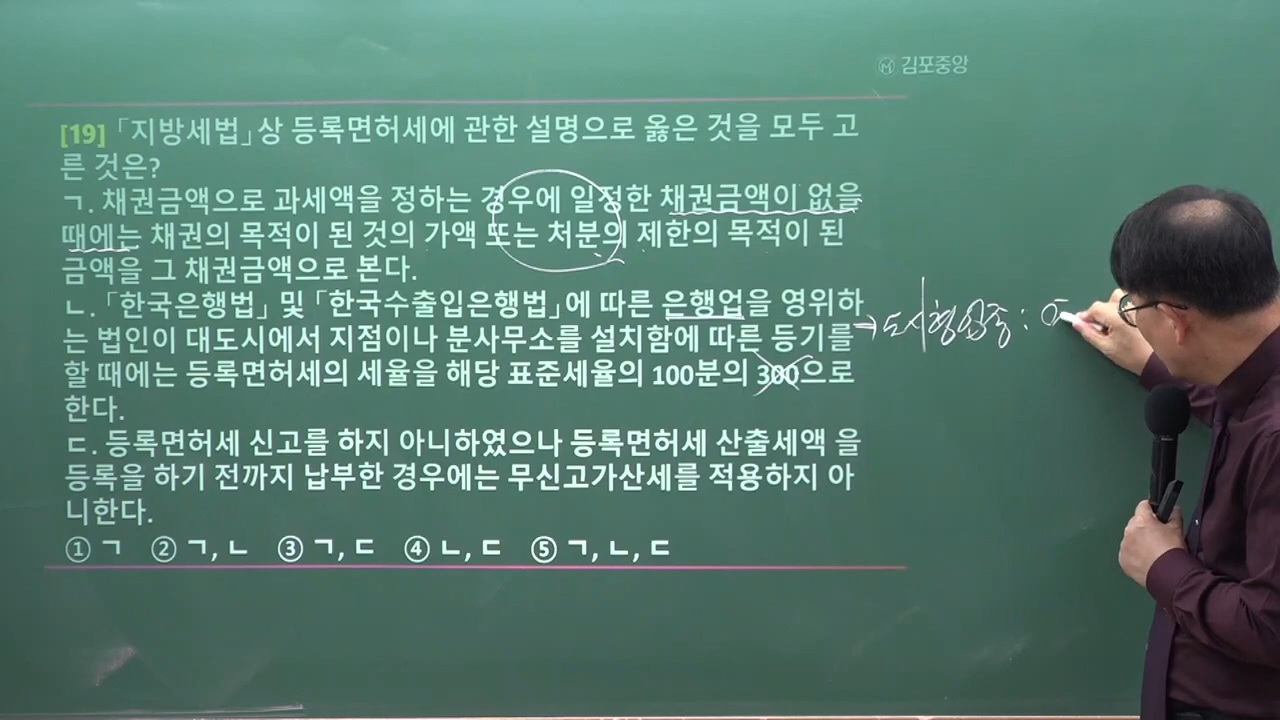 김포중앙
[19] 「지방세법」상 등록면허세에 관한 설명으로 옳은 것을 모두 고
른 것은?
ㄱ. 채권금액으로 과세액을 정하는 경우에 일정한 채권금액이 없을
때에는 채권의 목적이 된 것의 가액 또는 처분의 제한의 목적이 된
금액을 그 채권금액으로 본다.
ㄴ. 「한국은행법」 및 「한국수출입은행법」에 따른 은행업을 영위하
는 법인이 대도시에서 지점이나 분사무소를 설치함에 따른 등기를
→ 도시형업종 :
할 때에는 등록면허세의 세율을 해당 표준세율의 100분의 300으로
한다.
ㄷ. 등록면허세 신고를 하지 아니하였으나 등록면허세 산출세액 을
등록을 하기 전까지 납부한 경우에는 무신고가산세를 적용하지 아
니한다.
① ㄱ ② ㄱ, ㄴ ③ ㄱ, ㄷ ④ ㄴ, ㄷ ⑤ ㄱ, ㄴ, ㄷ